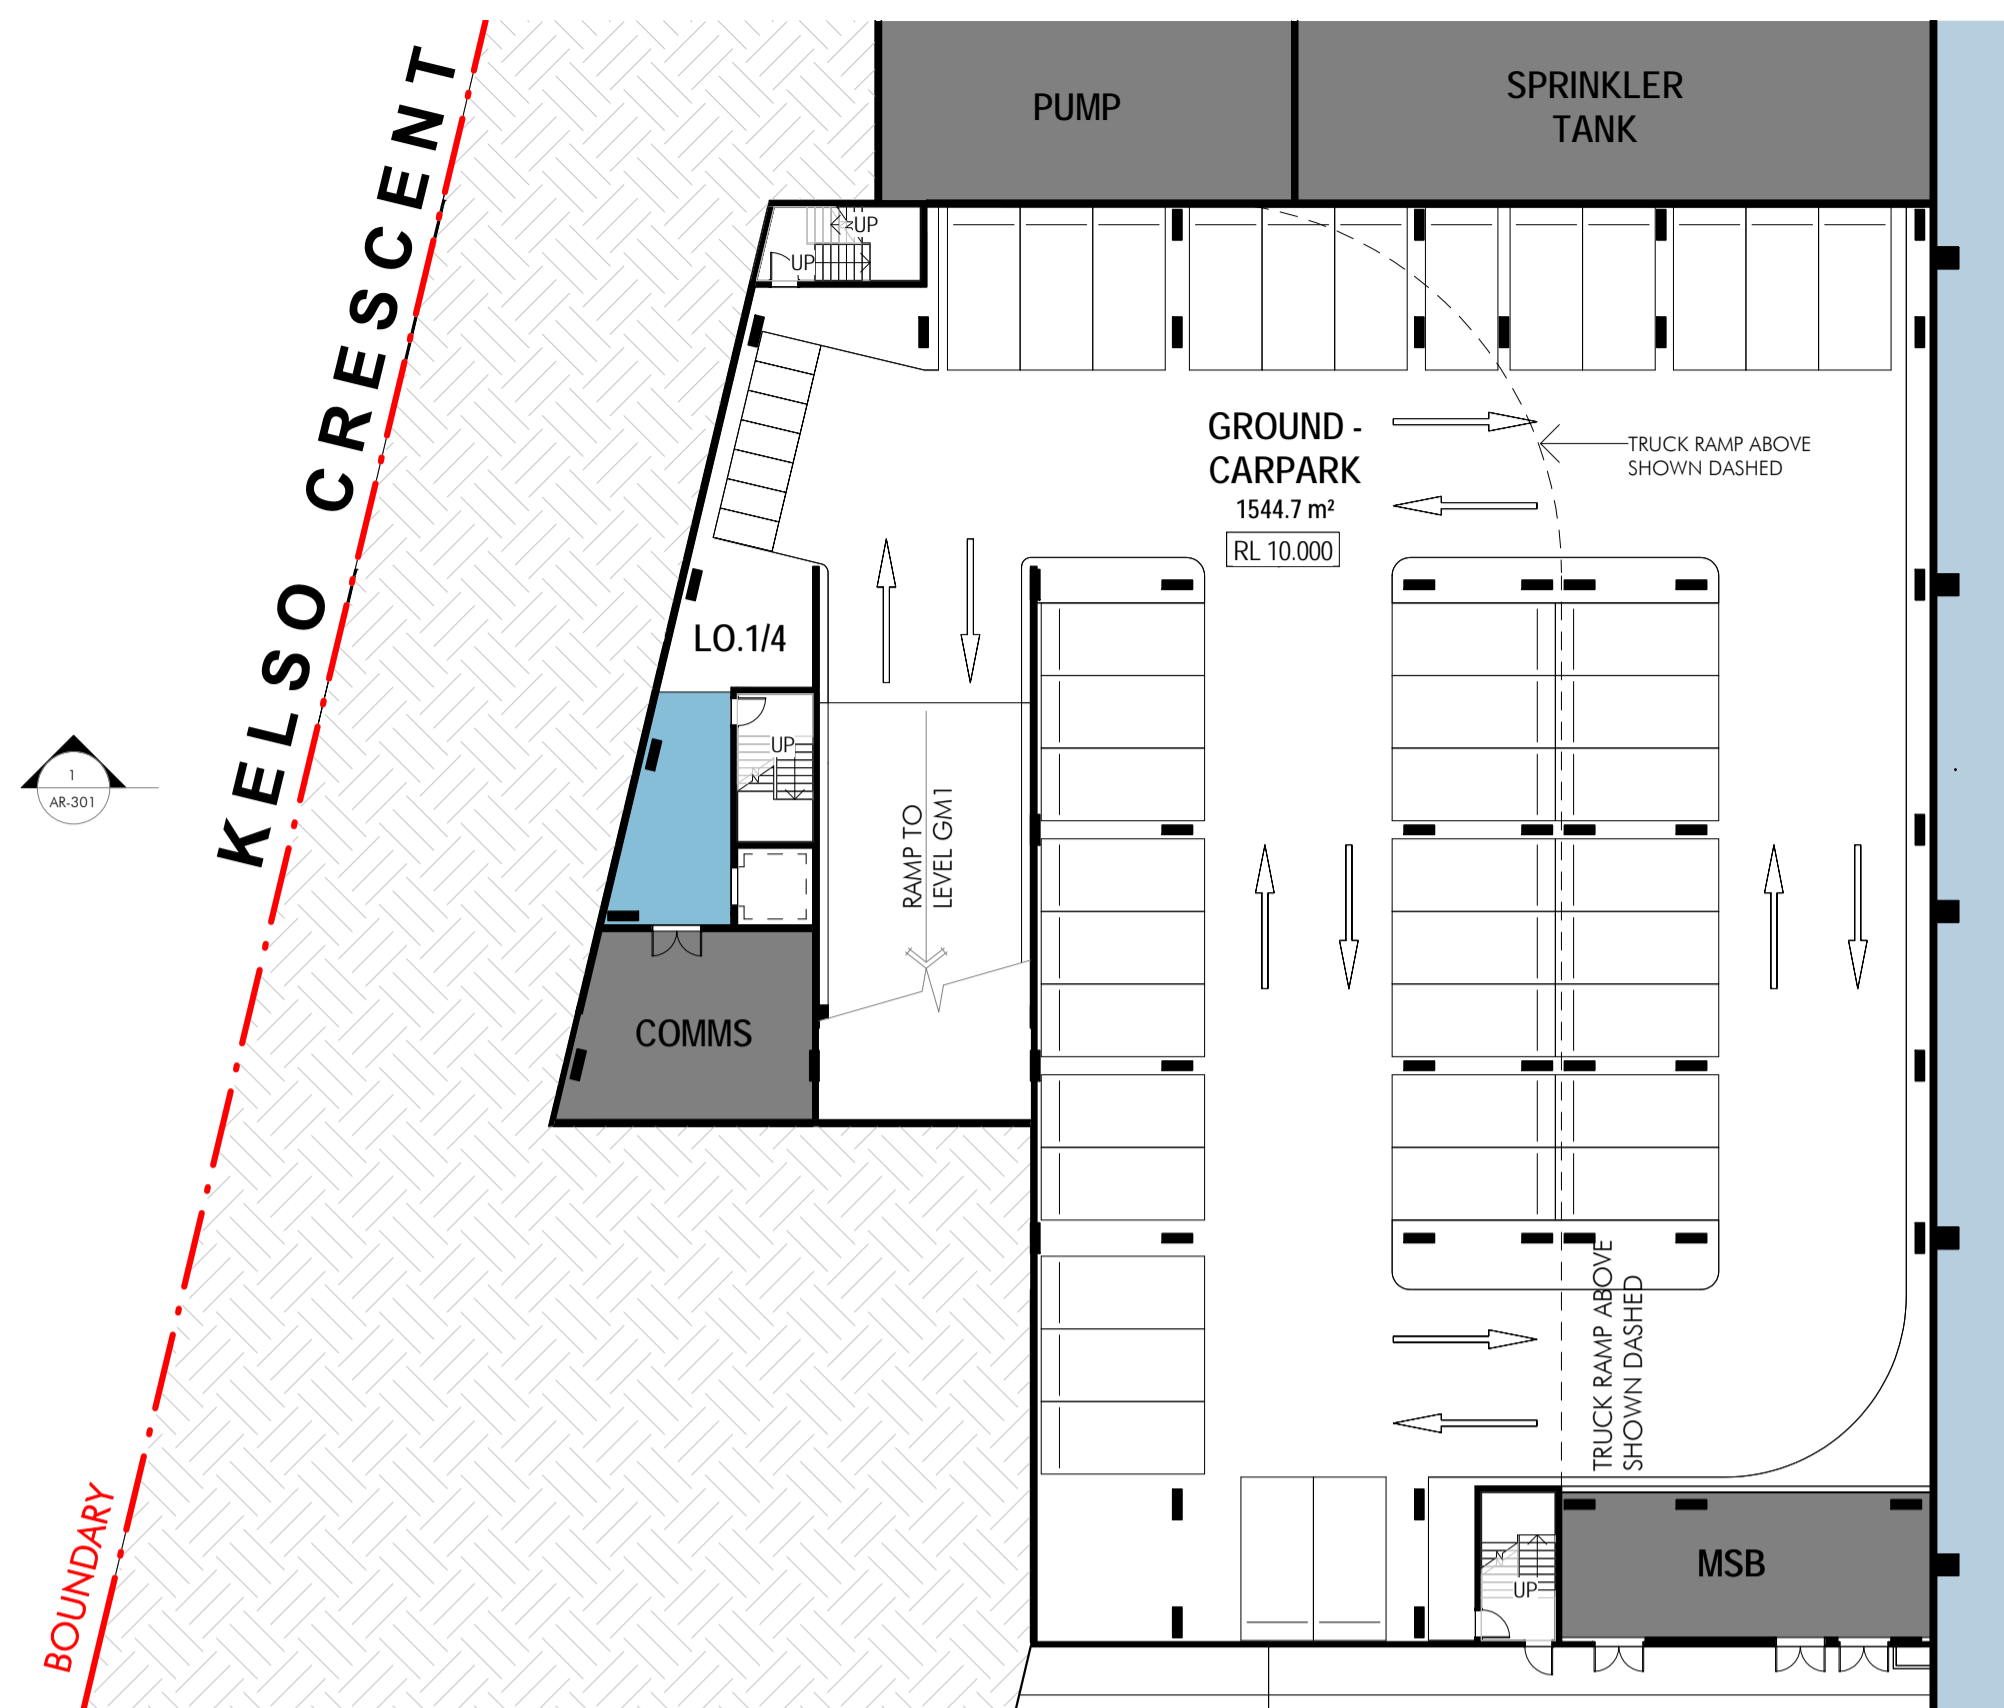 PUMP
SPRINKLER
TANK
KELSO CRESCENT
UP
UP
GROUND -
CARPARK
1544.7 m²
RL 10.000
TRUCK RAMP ABOVE
SHOWN DASHED
LO.1/4
UP
N
1
AR-301
RAMP TO
LEVEL GM1
COMMS
TRUCK RAMP ABOVE
SHOWN DASHED
BOUNDARY
N
UP
MSB